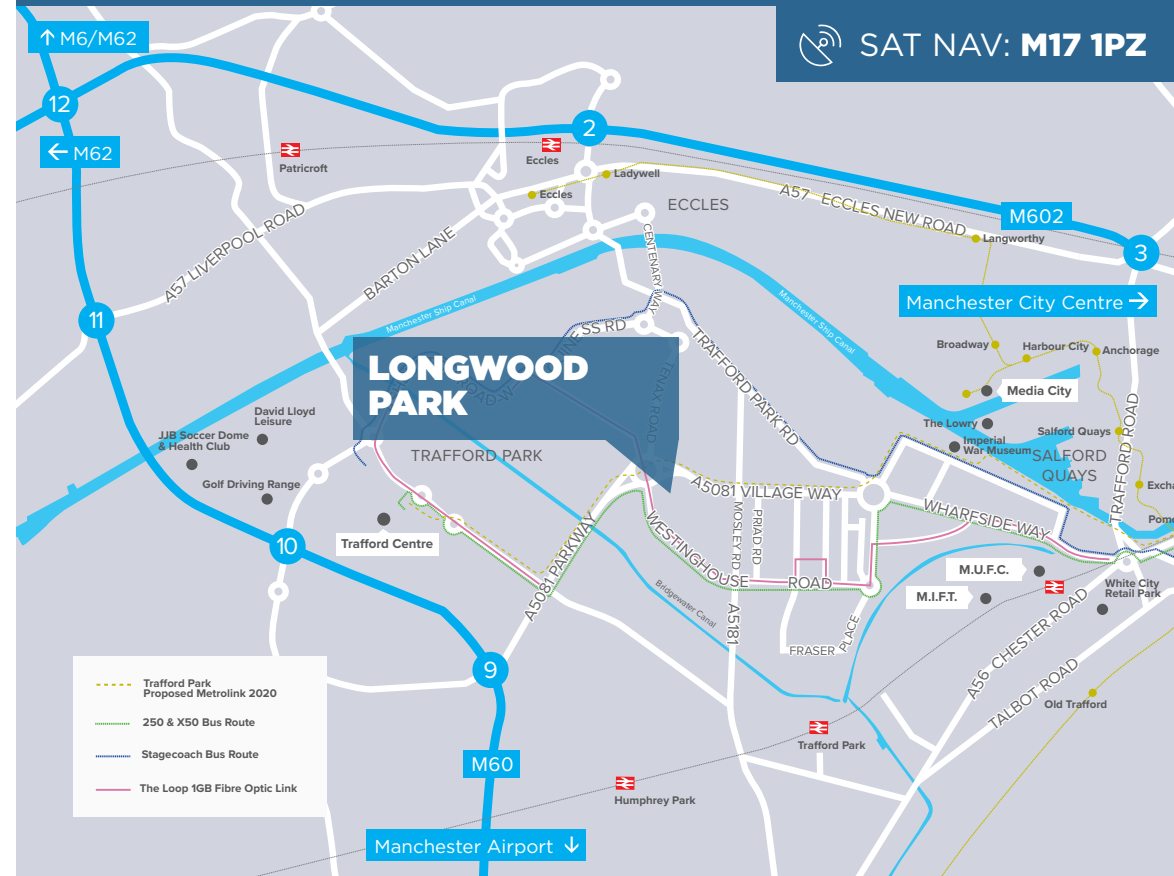 SAT NAV: M17 1PZ
↑ M6/M62
12
← M62
2
Patricroft
Eccles
Ladywell
Eccles
ECCLES
A57 ECCLES NEW ROAD
M602
Langworthy
3
A57 LIVERPOOL ROAD
BARTON LANE
CENTENARY WAY
Manchester City Centre →
Manchester Ship Canal
Manchester Ship Canal
11
Broadway
Harbour City
Anchorage
TRAFFORD PARK RD
LONGWOOD
PARK
TENAX ROAD
Media City
David Lloyd
Leisure
JJB Soccer Dome
& Health Club
Golf Driving Range
The Lowry
Imperial
War Museum
Salford Quays
SALFORD
QUAYS
TRAFFORD ROAD
TRAFFORD PARK
A5081 VILLAGE WAY
WHARFSIDE WAY
MOSLEY RD
PRIAD RD
Trafford Centre
10
A5081 PARKWAY
WESTINGHOUSE ROAD
M.U.F.C.
M.I.F.T.
White City
Retail Park
Bridgewater Canal
A5181
FRASER PLACE
A56 CHESTER ROAD
TALBOT ROAD
Old Trafford
9
Trafford Park
Proposed Metrolink 2020
250 & X50 Bus Route
Stagecoach Bus Route
The Loop 1GB Fibre Optic Link
M60
Trafford Park
Humphrey Park
Manchester Airport ↓